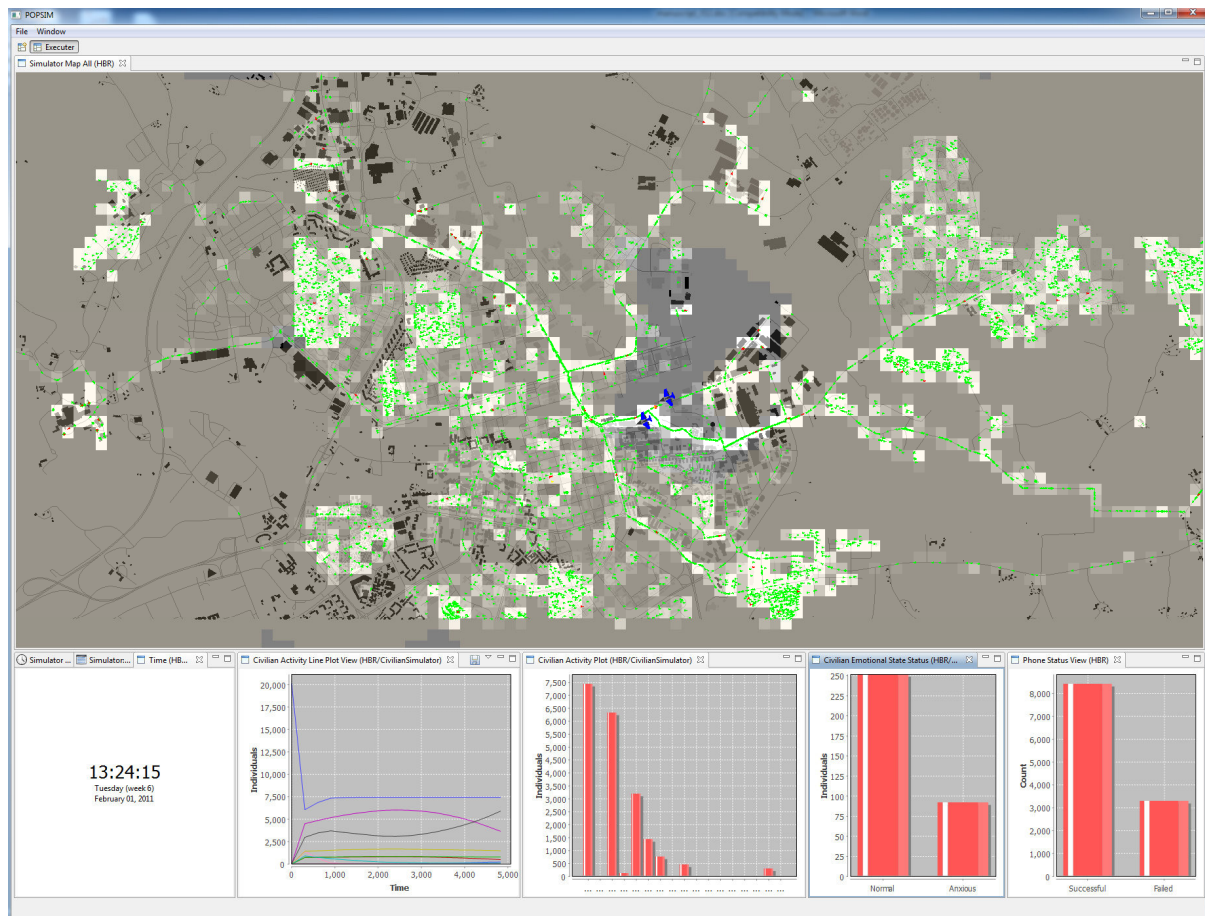 POPSIM
File Window
Executer
Simulator Map All (HBR)
Simulator ...
Simulator:...
Time (HB...
13:24:15
Tuesday (week 6)
February 01, 2011
Civilian Activity Line Plot View (HBR/CivilianSimulator)
Individuals
20,000
17,500
15,000
12,500
10,000
7,500
5,000
2,500
0
0 1,000 2,000 3,000 4,000 5,000
Time
Civilian Activity Plot (HBR/CivilianSimulator)
Individuals
7,500
7,000
6,500
6,000
5,500
5,000
4,500
4,000
3,500
3,000
2,500
2,000
1,500
1,000
500
0
... ... ... ... ... ... ... ... ... ... ... ... ... ... ... ... ...
Civilian Emotional State Status (HBR/...
Individuals
250
225
200
175
150
125
100
75
50
25
0
Normal Anxious
Phone Status View (HBR)
Count
8,000
7,000
6,000
5,000
4,000
3,000
2,000
1,000
0
Successful Failed